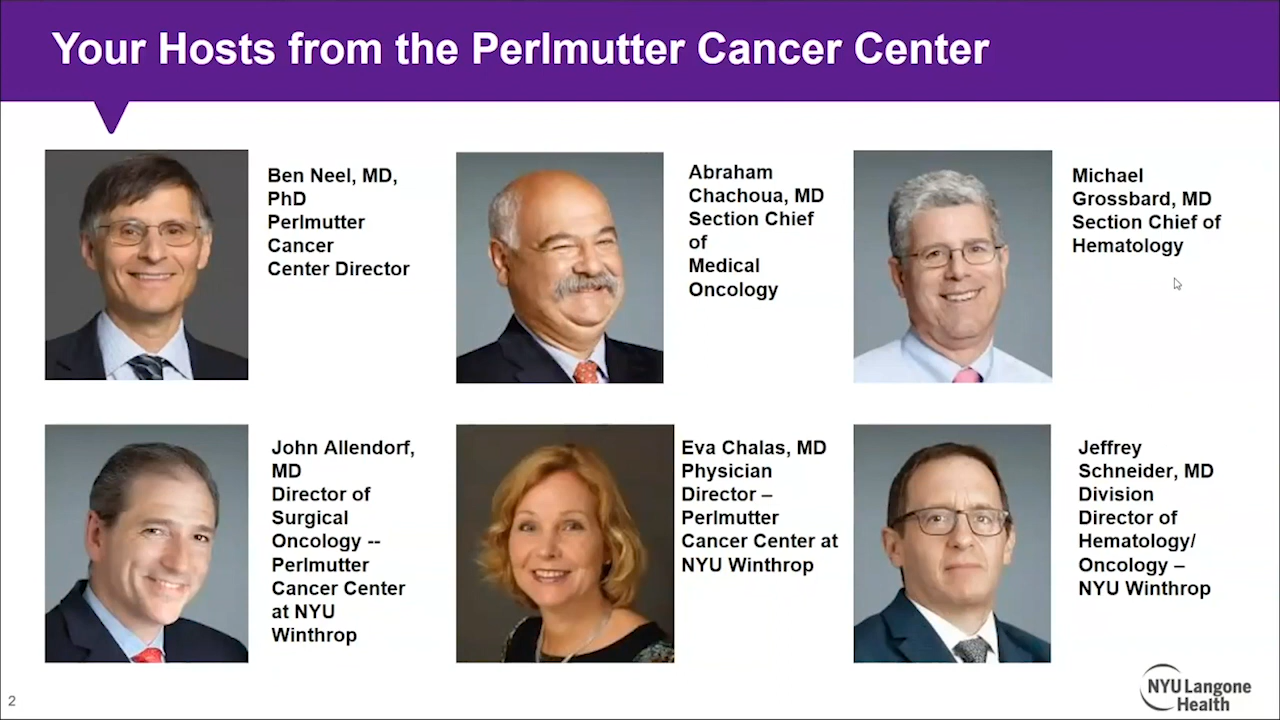 Your Hosts from the Perlmutter Cancer Center
Ben Neel, MD,
PhD
Perlmutter
Cancer
Center Director
Abraham
Chachoua, MD
Section Chief
of
Medical
Oncology
Michael
Grossbard, MD
Section Chief of
Hematology
John Allendorf,
MD
Director of
Surgical
Oncology --
Perlmutter
Cancer Center
at NYU
Winthrop
Eva Chalas, MD
Physician
Director –
Perlmutter
Cancer Center at
NYU Winthrop
Jeffrey
Schneider, MD
Division
Director of
Hematology/
Oncology –
NYU Winthrop
2
NYU Langone
Health